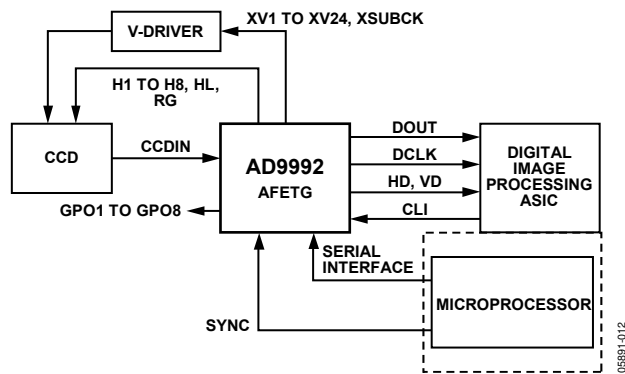 XV1 TO XV24, XSUBCK
V-DRIVER
H1 TO H8, HL,
RG
CCD
CCDIN
AD9992
AFETG
DOUT
DCLK
HD, VD
CLI
DIGITAL
IMAGE
PROCESSING
ASIC
GPO1 TO GPO8
SERIAL
INTERFACE
MICROPROCESSOR
SYNC
05891-012